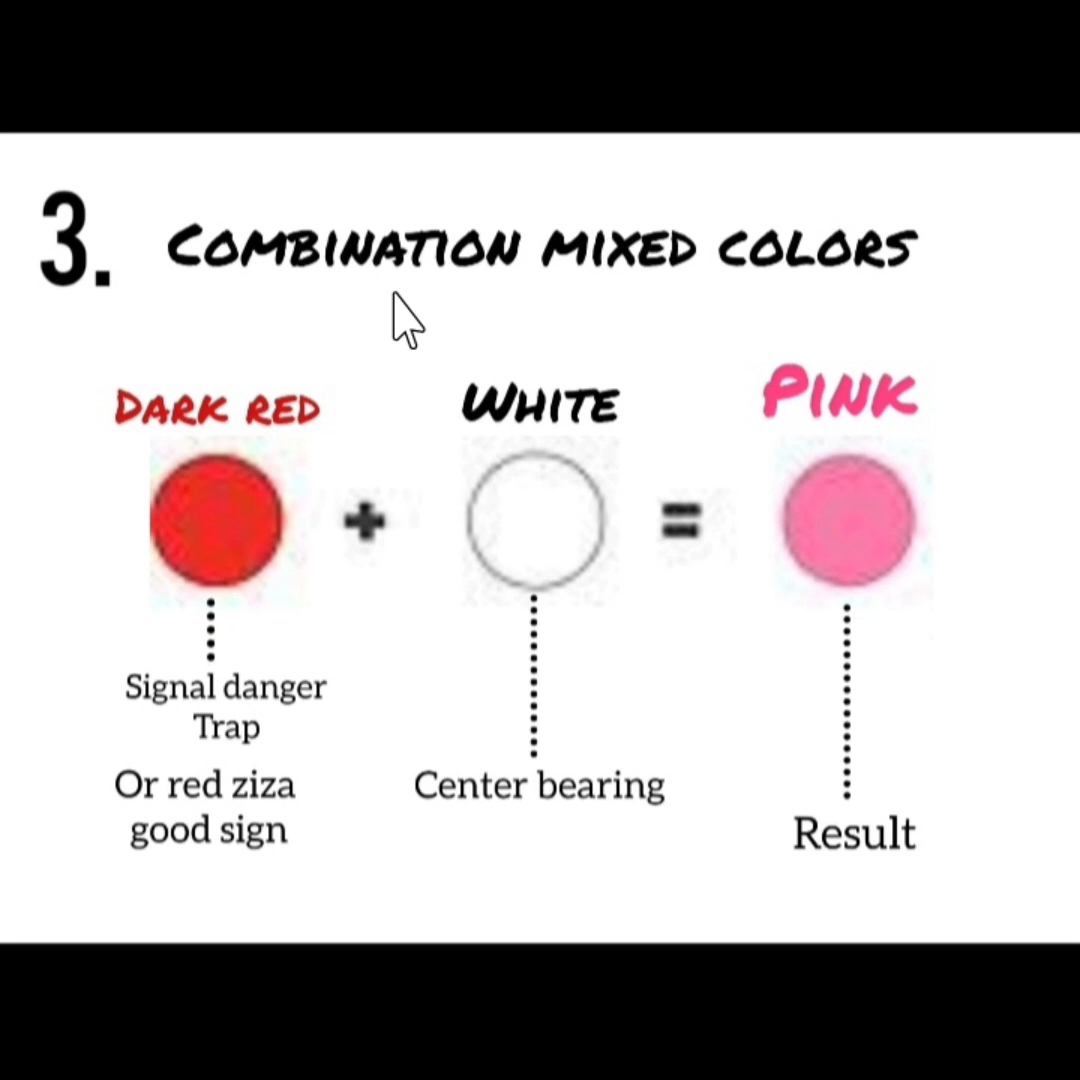 3. COMBINATION MIXED COLORS
DARK RED
WHITE
PINK
+
=
Signal danger
Trap
Or red ziza
good sign
Center bearing
Result